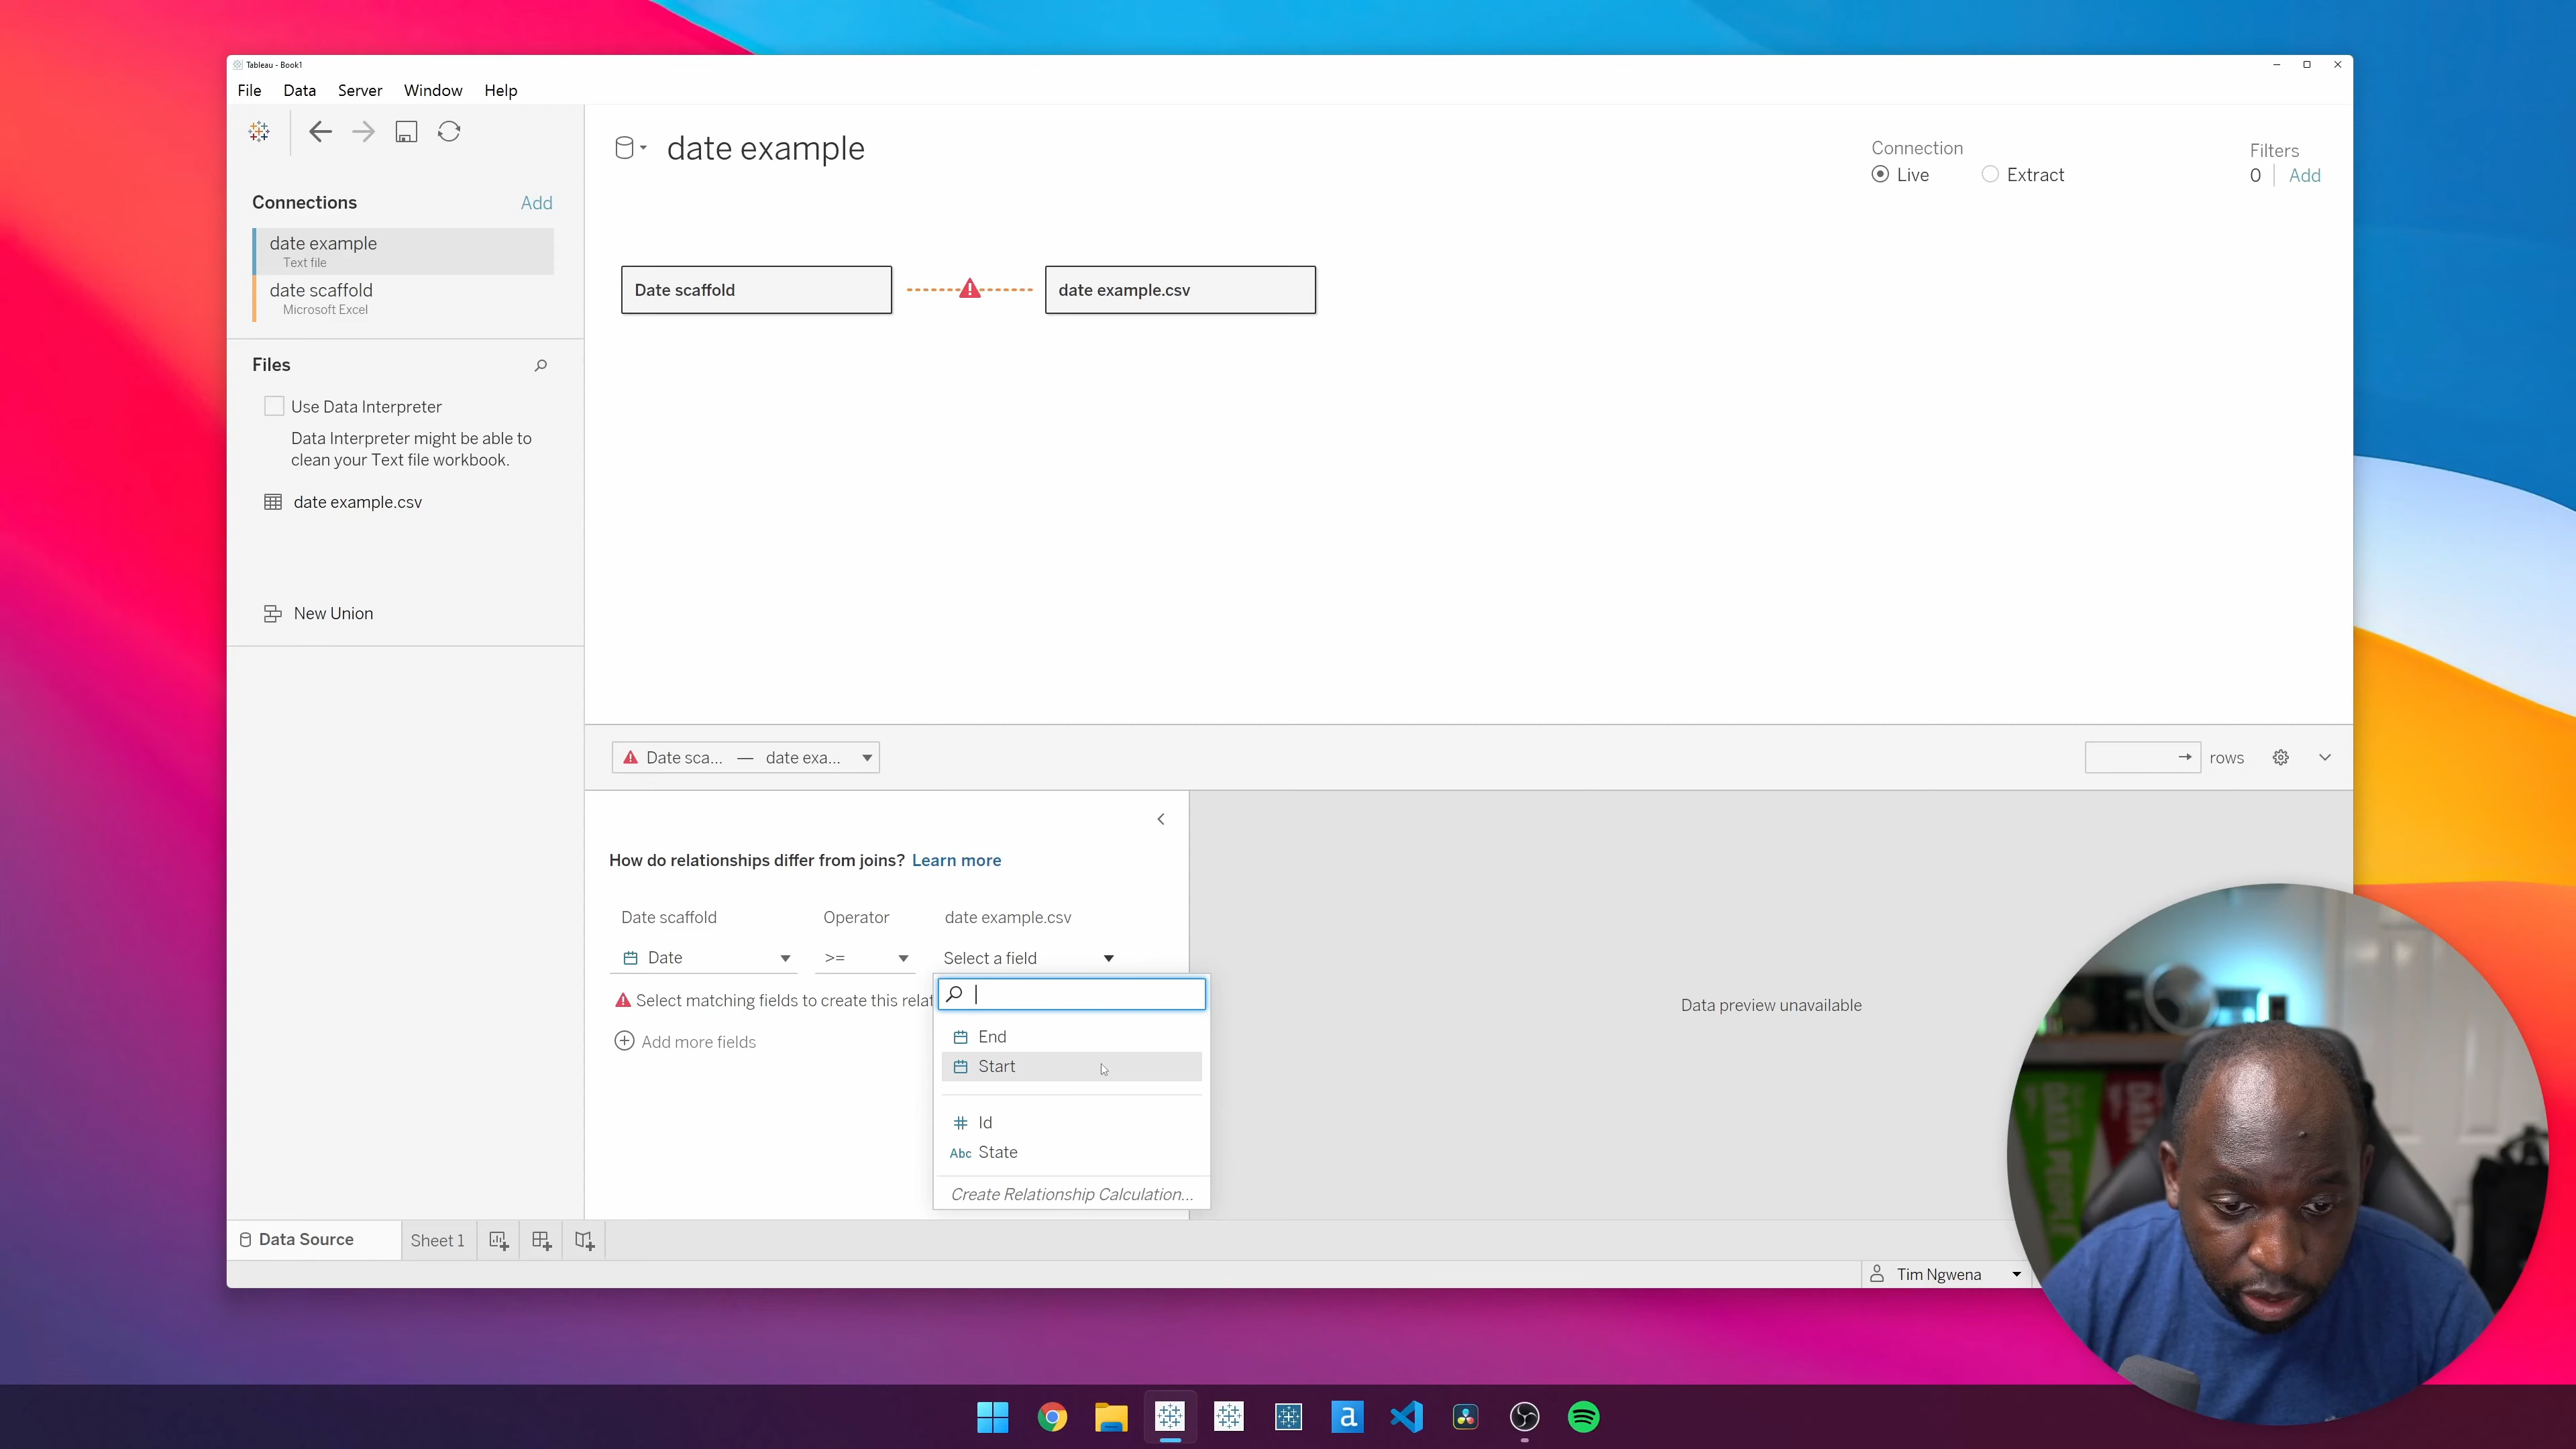 Tableau - Book1
File Data Server Window Help
Connections Add
date example
Text file
date scaffold
Microsoft Excel
Files
Use Data Interpreter
Data Interpreter might be able to
clean your Text file workbook.
date example.csv
New Union
date example
Connection
Live Extract
Filters
0 Add
Date scaffold
date example.csv
Date sca... — date exa...
rows
How do relationships differ from joins? Learn more
Date scaffold Operator date example.csv
Date >= Select a field
Select matching fields to create this relat
Add more fields
End
Start
# Id
Abc State
Create Relationship Calculation...
Data preview unavailable
Data Source Sheet 1
Tim Ngwena